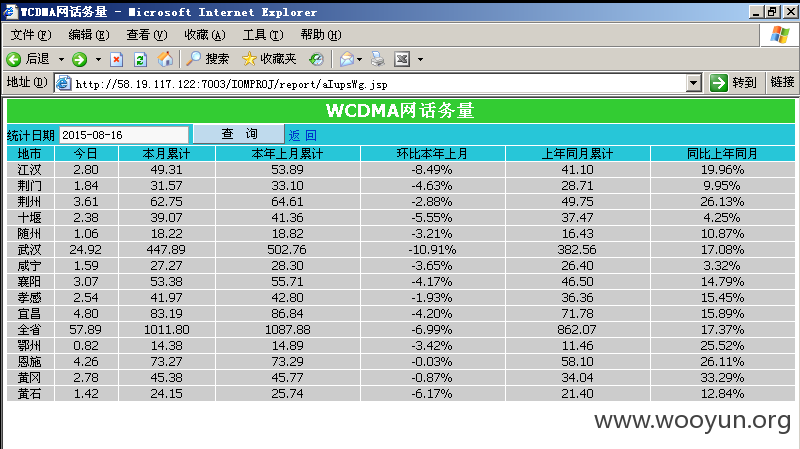 WCDMA网话务量 - Microsoft Internet Explorer
文件(F) 编辑(E) 查看(V) 收藏(A) 工具(T) 帮助(H)
后退 搜索 收藏夹
地址(D) http://58.19.117.122:7003/IOMPROJ/report/aIupsWg.jsp 转到 链接
WCDMA网话务量
统计日期 2015-08-16 查 询 返 回
地市 今日 本月累计 本年上月累计 环比本年上月 上年同月累计 同比上年同月
江汉 2.80 49.31 53.89 -8.49% 41.10 19.96%
荆门 1.84 31.57 33.10 -4.63% 28.71 9.95%
荆州 3.61 62.75 64.61 -2.88% 49.75 26.13%
十堰 2.38 39.07 41.36 -5.55% 37.47 4.25%
随州 1.06 18.22 18.82 -3.21% 16.43 10.87%
武汉 24.92 447.89 502.76 -10.91% 382.56 17.08%
咸宁 1.59 27.27 28.30 -3.65% 26.40 3.32%
襄阳 3.07 53.38 55.71 -4.17% 46.50 14.79%
孝感 2.54 41.97 42.80 -1.93% 36.36 15.45%
宜昌 4.80 83.19 86.84 -4.20% 71.78 15.89%
全省 57.89 1011.80 1087.88 -6.99% 862.07 17.37%
鄂州 0.82 14.38 14.89 -3.42% 11.46 25.52%
恩施 4.26 73.27 73.29 -0.03% 58.10 26.11%
黄冈 2.78 45.38 45.77 -0.87% 34.04 33.29%
黄石 1.42 24.15 25.74 -6.17% 21.40 12.84%
www.wooyun.org